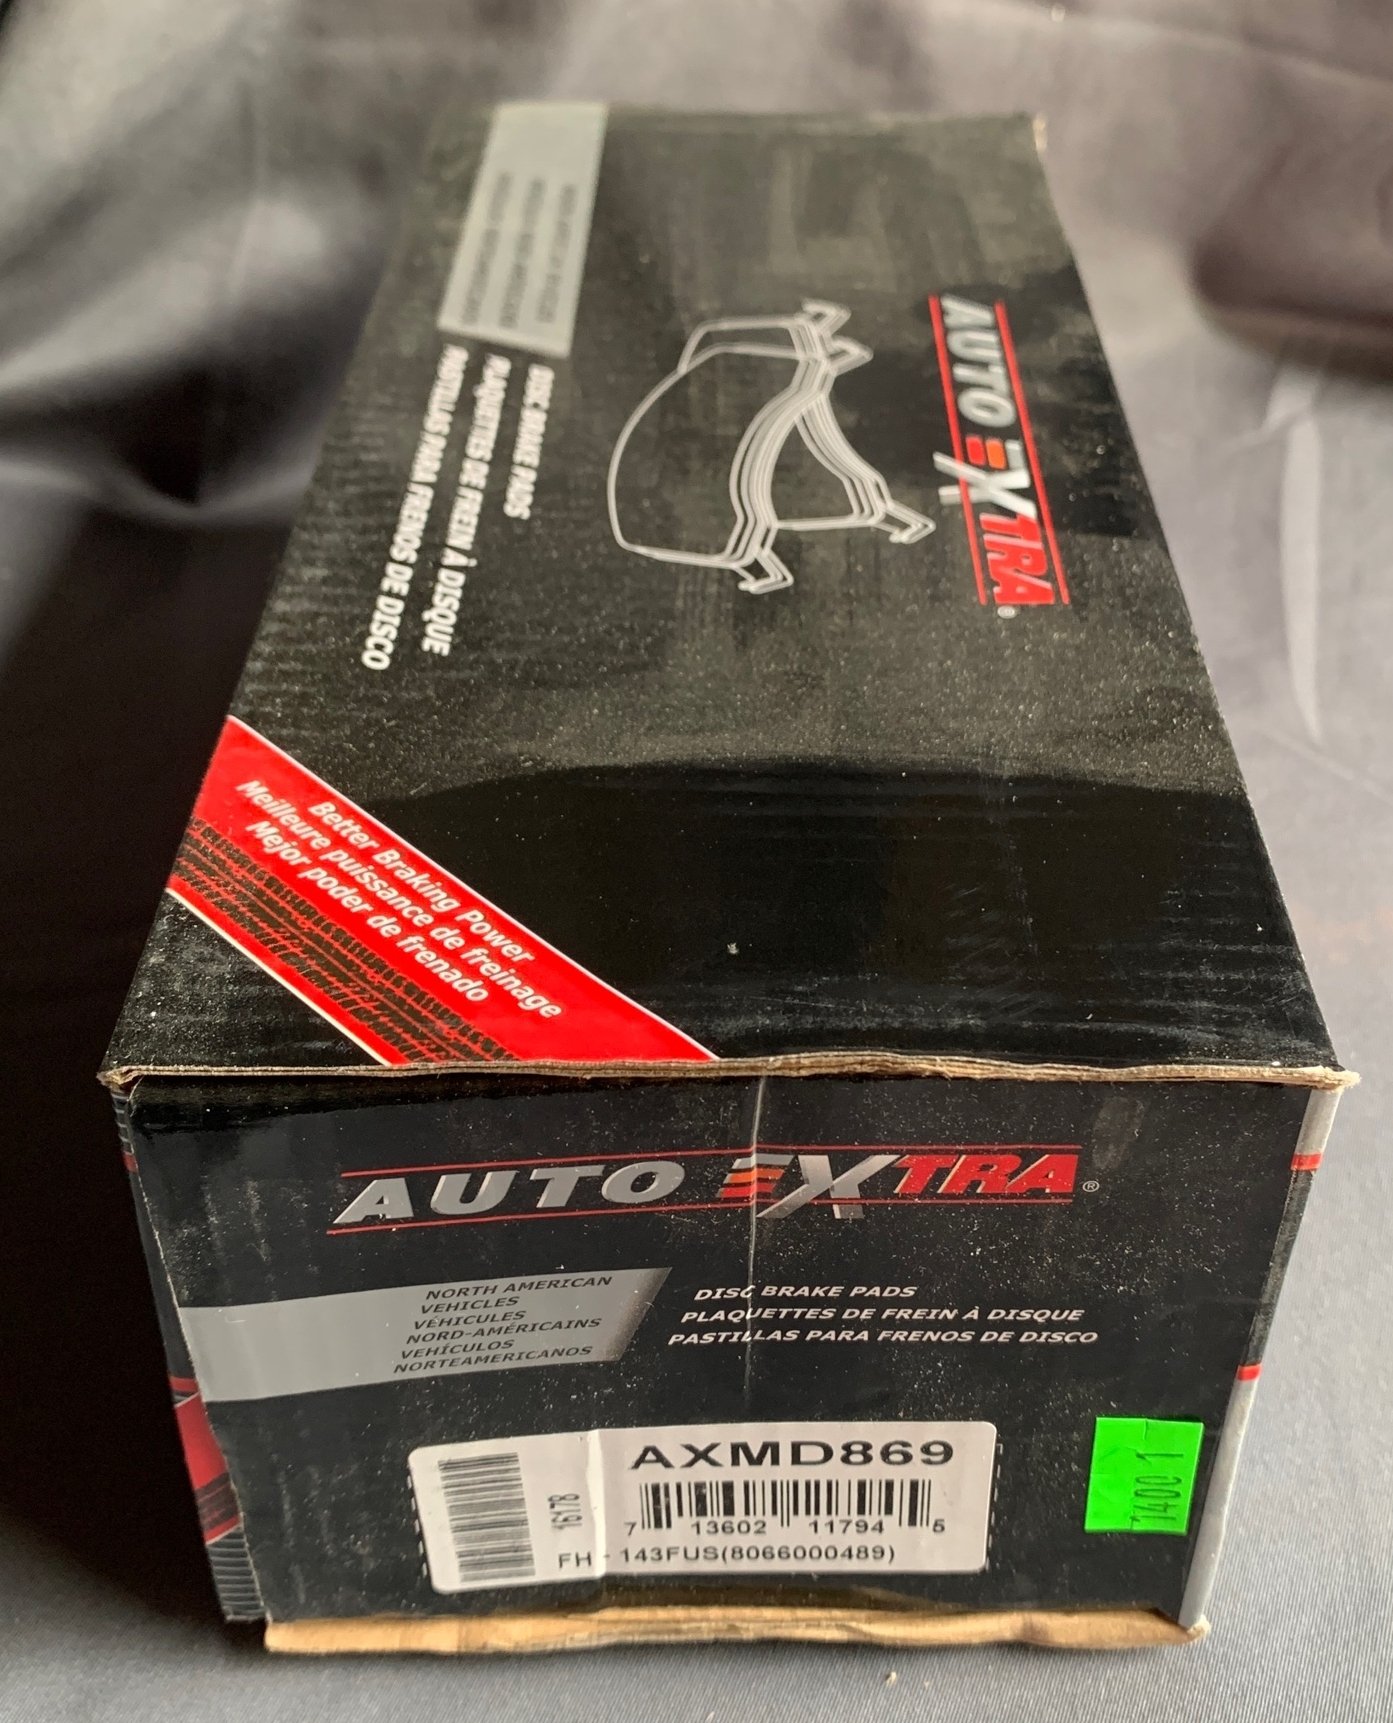 AUTO EXTRA®
DISC BRAKE PADS
PLAQUETTES DE FREIN À DISQUE
PASTILLAS PARA FRENOS DE DISCO
Better Braking Power
Meilleure puissance de freinage
Mejor poder de frenado
AUTO EXTRA®
NORTH AMERICAN
VEHICLES
VÉHICULES
NORD-AMÉRICAINS
VEHÍCULOS
NORTEAMERICANOS
DISC BRAKE PADS
PLAQUETTES DE FREIN À DISQUE
PASTILLAS PARA FRENOS DE DISCO
16178
AXMD869
7 13602 11794 5
FH - 143FUS(8066000489)
1400 1